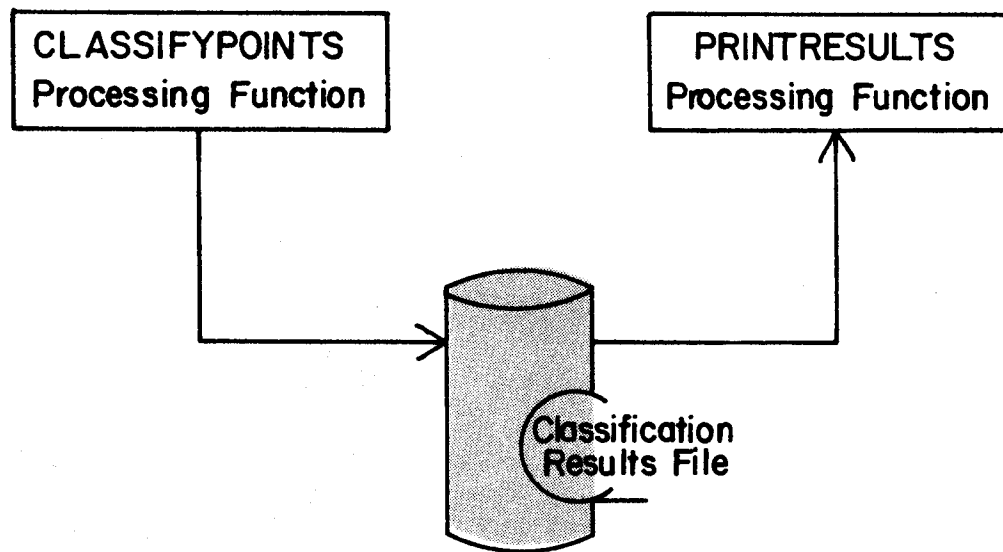 CLASSIFYPOINTS
Processing Function
PRINTRESULTS
Processing Function
Classification
Results File